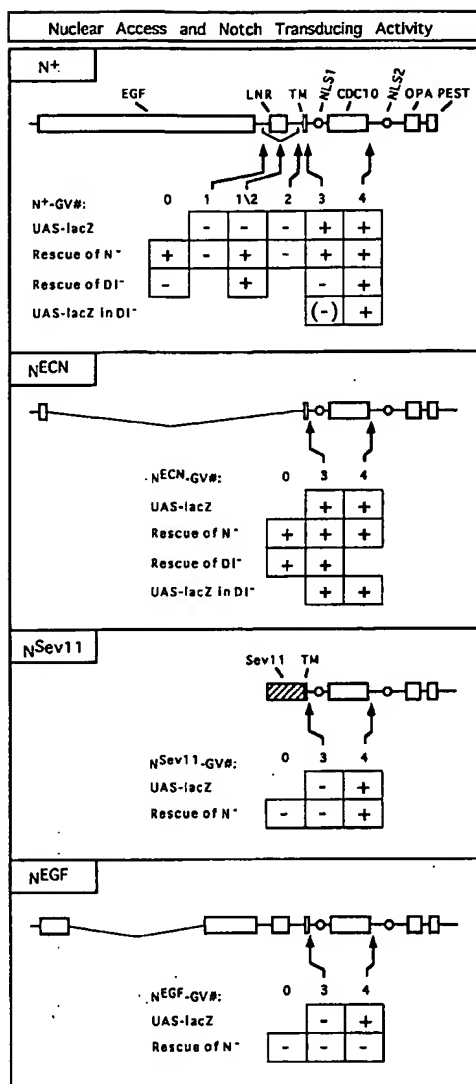 Nuclear Access and Notch Transducing Activity
N+
EGF LNR TM NLS1 CDC10 NLS2 OPA PEST
N+-GV#: 0 1 1\2 2 3 4
UAS-lacZ - - - + +
Rescue of N- + - + - + +
Rescue of Dl- - + - +
UAS-lacZ in Dl- (-) +
NECN
NECN-GV#: 0 3 4
UAS-lacZ + +
Rescue of N- + + +
Rescue of Dl- + +
UAS-lacZ in Dl- + +
NSev11
Sev11 TM
NSev11-GV#: 0 3 4
UAS-lacZ - +
Rescue of N- - - +
NEGF
NEGF-GV#: 0 3 4
UAS-lacZ - +
Rescue of N- - - -